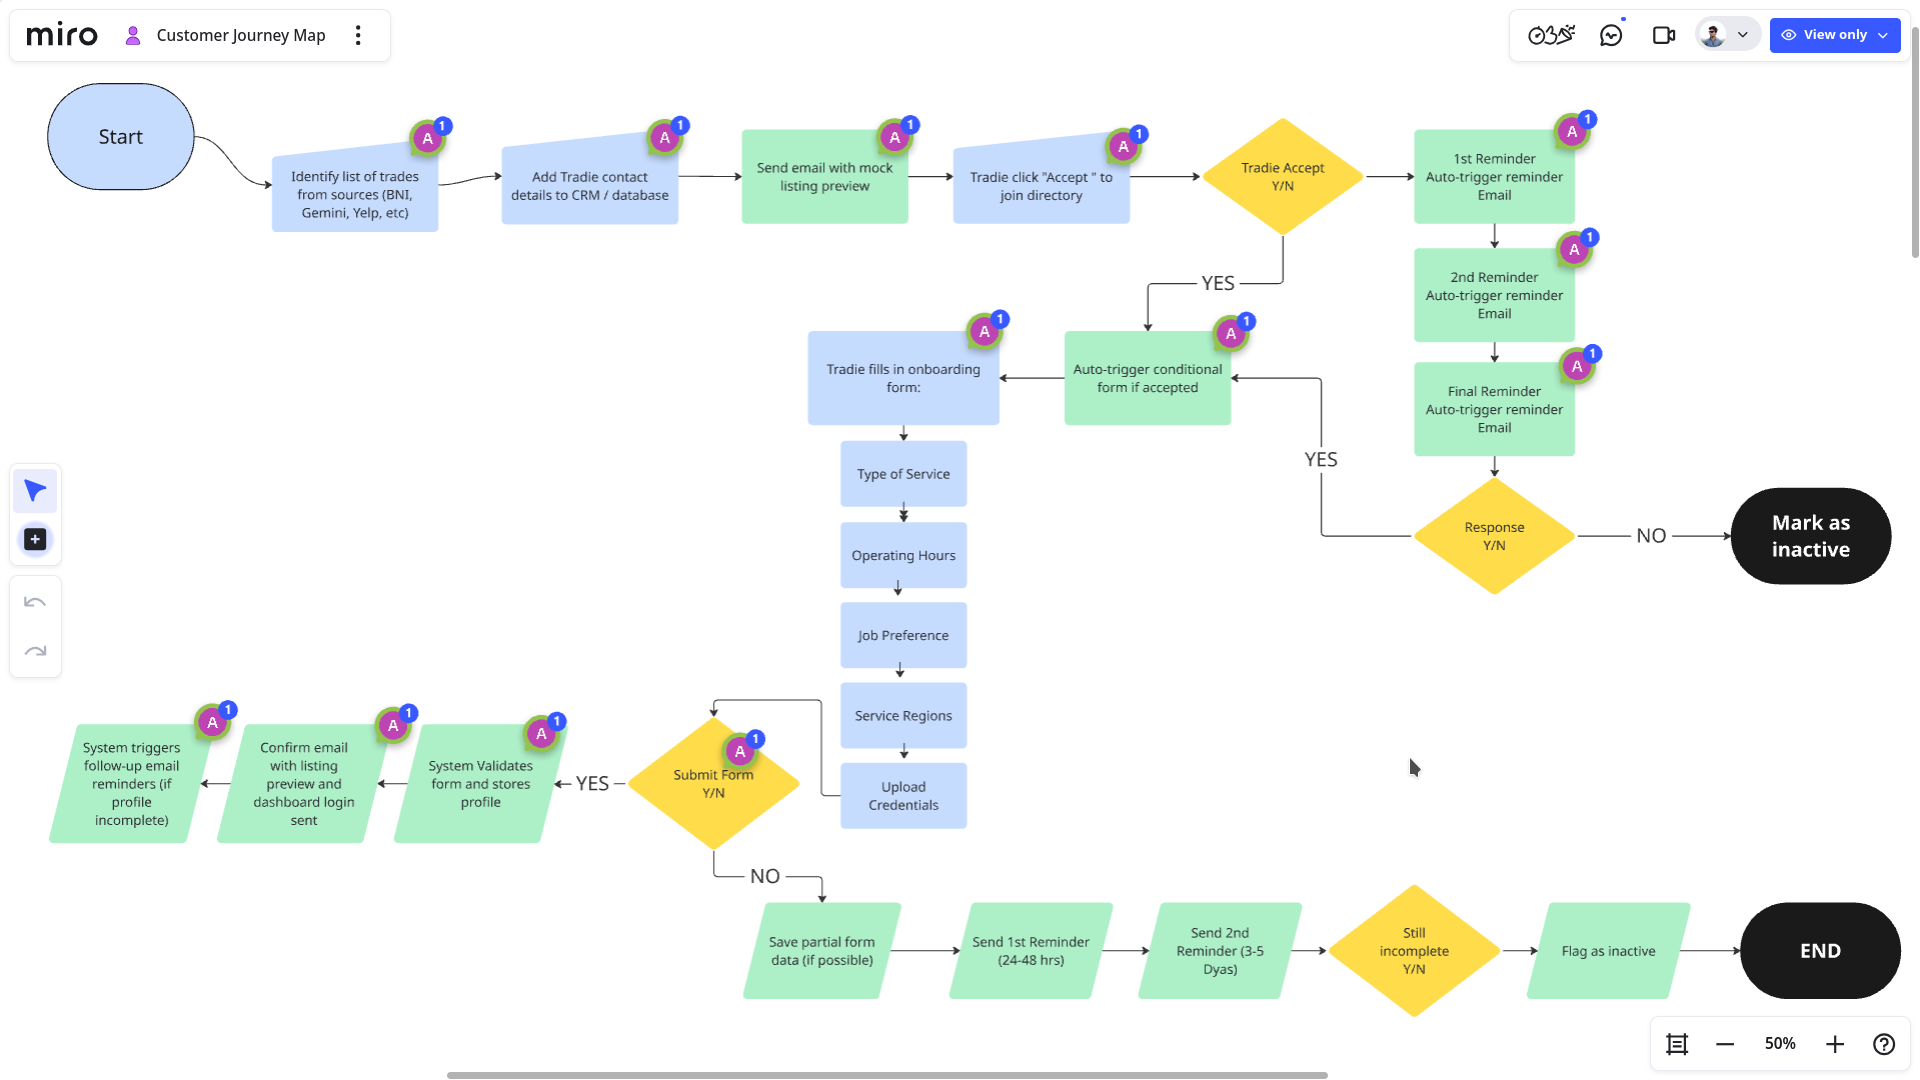 miro
Customer Journey Map
View only
Start
A 1
Identify list of trades
from sources (BNI,
Gemini, Yelp, etc)
A 1
Add Tradie contact
details to CRM / database
A 1
Send email with mock
listing preview
A 1
Tradie click "Accept " to
join directory
Tradie Accept
Y/N
A 1
1st Reminder
Auto-trigger reminder
Email
A 1
2nd Reminder
Auto-trigger reminder
Email
A 1
Final Reminder
Auto-trigger reminder
Email
YES
A 1
Tradie fills in onboarding
form:
A 1
Auto-trigger conditional
form if accepted
YES
Response
Y/N
NO
Mark as
inactive
Type of Service
Operating Hours
Job Preference
Service Regions
Upload
Credentials
A 1
System triggers
follow-up email
reminders (if
profile
incomplete)
A 1
Confirm email
with listing
preview and
dashboard login
sent
A 1
System Validates
form and stores
profile
YES
A 1
Submit Form
Y/N
NO
Save partial form
data (if possible)
Send 1st Reminder
(24-48 hrs)
Send 2nd
Reminder (3-5
Dyas)
Still
incomplete
Y/N
Flag as inactive
END
50%